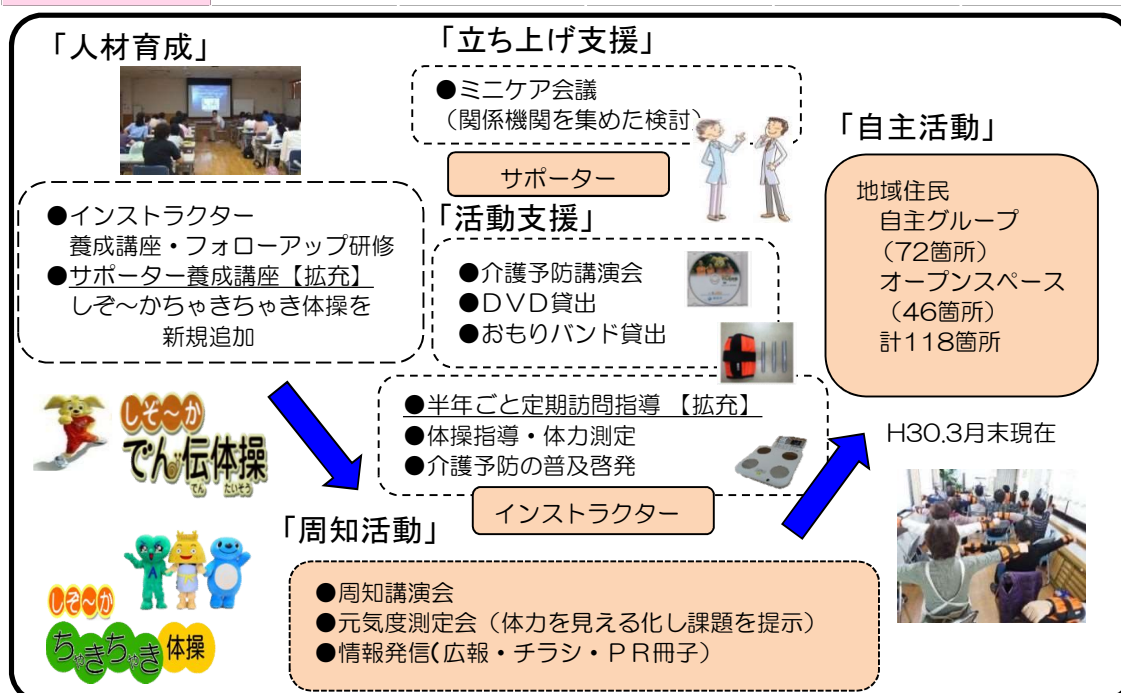 「人材育成」
●インストラクター
養成講座・フォローアップ研修
●サポーター養成講座【拡充】
しぞ～かちゃきちゃき体操を
新規追加
しぞ～か
でん伝体操
でん たいそう
しぞ～か
ちゃきちゃき体操
「立ち上げ支援」
●ミニケア会議
（関係機関を集めた検討）
サポーター
「活動支援」
●介護予防講演会
●ＤＶＤ貸出
●おもりバンド貸出
●半年ごと定期訪問指導 【拡充】
●体操指導・体力測定
●介護予防の普及啓発
インストラクター
「周知活動」
●周知講演会
●元気度測定会（体力を見える化し課題を提示）
●情報発信(広報・チラシ・ＰＲ冊子）
「自主活動」
地域住民
自主グループ
（72箇所）
オープンスペース
（46箇所）
計118箇所
H30.3月末現在